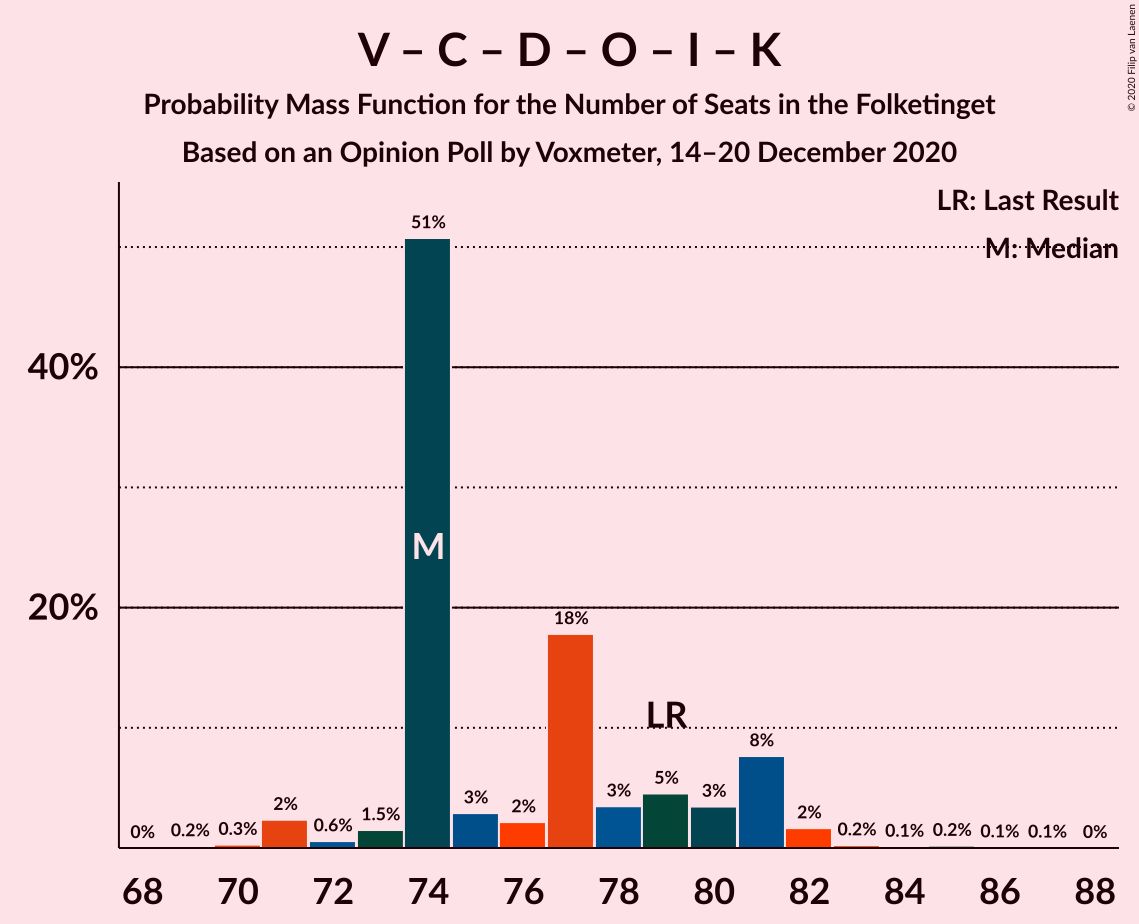 V – C – D – O – I – K
Probability Mass Function for the Number of Seats in the Folketinget
Based on an Opinion Poll by Voxmeter, 14–20 December 2020
© 2020 Filip van Laenen
LR: Last Result
M: Median
40%
20%
0%
0.2%
0.3%
2%
0.6%
1.5%
51%
3%
2%
18%
3%
5%
3%
8%
2%
0.2%
0.1%
0.2%
0.1%
0.1%
0%
M
LR
68 70 72 74 76 78 80 82 84 86 88